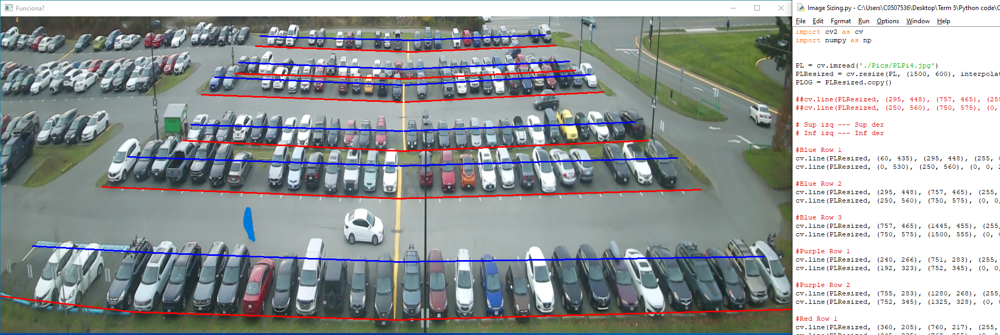 Funciona?
Image Sizing.py - C:\Users\C0507536\Desktop\Term 5\Python code\C
File Edit Format Run Options Window Help
import cv2 as cv
import numpy as np
PL = cv.imread('./Pics/PLPi4.jpg')
PLResized = cv.resize(PL, (1500, 600), interpolat
PLOG = PLResized.copy()
##cv.line(PLResized, (295, 448), (757, 465), (255
##cv.line(PLResized, (250, 560), (750, 575), (0,
# Sup izq --- Sup der
# Inf izq --- Inf der
#Blue Row 1
cv.line(PLResized, (60, 435), (295, 448), (255, 0
cv.line(PLResized, (0, 530), (250, 560), (0, 0, 2
#Blue Row 2
cv.line(PLResized, (295, 448), (757, 465), (255,
cv.line(PLResized, (250, 560), (750, 575), (0, 0,
#Blue Row 3
cv.line(PLResized, (757, 465), (1445, 455), (255,
cv.line(PLResized, (750, 575), (1500, 555), (0, 0
#Purple Row 1
cv.line(PLResized, (240, 266), (751, 283), (255,
cv.line(PLResized, (192, 323), (752, 345), (0, 0,
#Purple Row 2
cv.line(PLResized, (755, 283), (1280, 268), (255,
cv.line(PLResized, (752, 345), (1325, 328), (0, 0
#Red Row 1
cv.line(PLResized, (360, 205), (760, 217), (255,